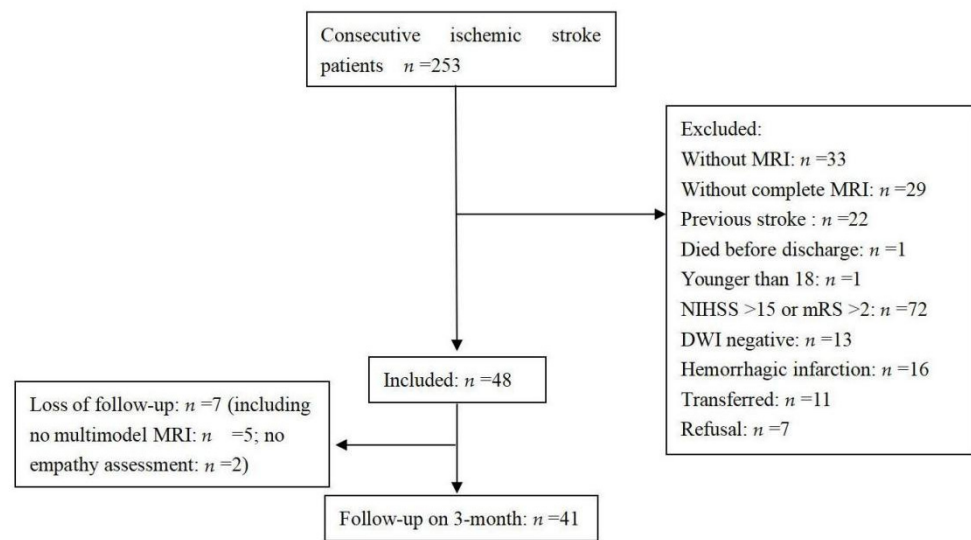 Consecutive ischemic stroke
patients n =253
Excluded:
Without MRI: n =33
Without complete MRI: n =29
Previous stroke : n =22
Died before discharge: n =1
Younger than 18: n =1
NIHSS >15 or mRS >2: n =72
DWI negative: n =13
Hemorrhagic infarction: n =16
Transferred: n =11
Refusal: n =7
Included: n =48
Loss of follow-up: n =7 (including
no multimodel MRI: n =5; no
empathy assessment: n =2)
Follow-up on 3-month: n =41